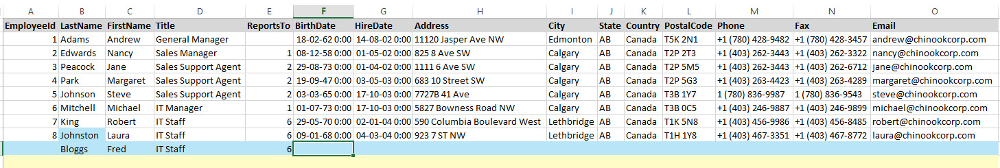 A B C D E F G H I J K L M N O
EmployeeId LastName FirstName Title ReportsTo BirthDate HireDate Address City State Country PostalCode Phone Fax Email
1 Adams Andrew General Manager 18-02-62 0:00 14-08-02 0:00 11120 Jasper Ave NW Edmonton AB Canada T5K 2N1 +1 (780) 428-9482 +1 (780) 428-3457 andrew@chinookcorp.com
2 Edwards Nancy Sales Manager 1 08-12-58 0:00 01-05-02 0:00 825 8 Ave SW Calgary AB Canada T2P 2T3 +1 (403) 262-3443 +1 (403) 262-3322 nancy@chinookcorp.com
3 Peacock Jane Sales Support Agent 2 29-08-73 0:00 01-04-02 0:00 1111 6 Ave SW Calgary AB Canada T2P 5M5 +1 (403) 262-3443 +1 (403) 262-6712 jane@chinookcorp.com
4 Park Margaret Sales Support Agent 2 19-09-47 0:00 03-05-03 0:00 683 10 Street SW Calgary AB Canada T2P 5G3 +1 (403) 263-4423 +1 (403) 263-4289 margaret@chinookcorp.com
5 Johnson Steve Sales Support Agent 2 03-03-65 0:00 17-10-03 0:00 7727B 41 Ave Calgary AB Canada T3B 1Y7 1 (780) 836-9987 1 (780) 836-9543 steve@chinookcorp.com
6 Mitchell Michael IT Manager 1 01-07-73 0:00 17-10-03 0:00 5827 Bowness Road NW Calgary AB Canada T3B 0C5 +1 (403) 246-9887 +1 (403) 246-9899 michael@chinookcorp.com
7 King Robert IT Staff 6 29-05-70 0:00 02-01-04 0:00 590 Columbia Boulevard West Lethbridge AB Canada T1K 5N8 +1 (403) 456-9986 +1 (403) 456-8485 robert@chinookcorp.com
8 Johnston Laura IT Staff 6 09-01-68 0:00 04-03-04 0:00 923 7 ST NW Lethbridge AB Canada T1H 1Y8 +1 (403) 467-3351 +1 (403) 467-8772 laura@chinookcorp.com
Bloggs Fred IT Staff 6